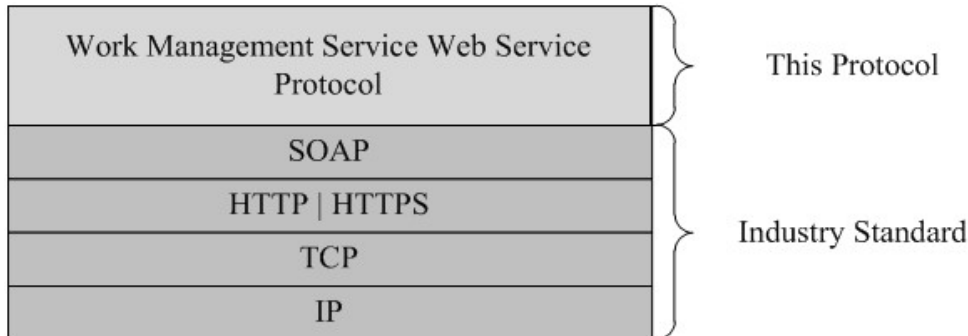 Work Management Service Web Service
Protocol
This Protocol
SOAP
HTTP | HTTPS
TCP
IP
Industry Standard